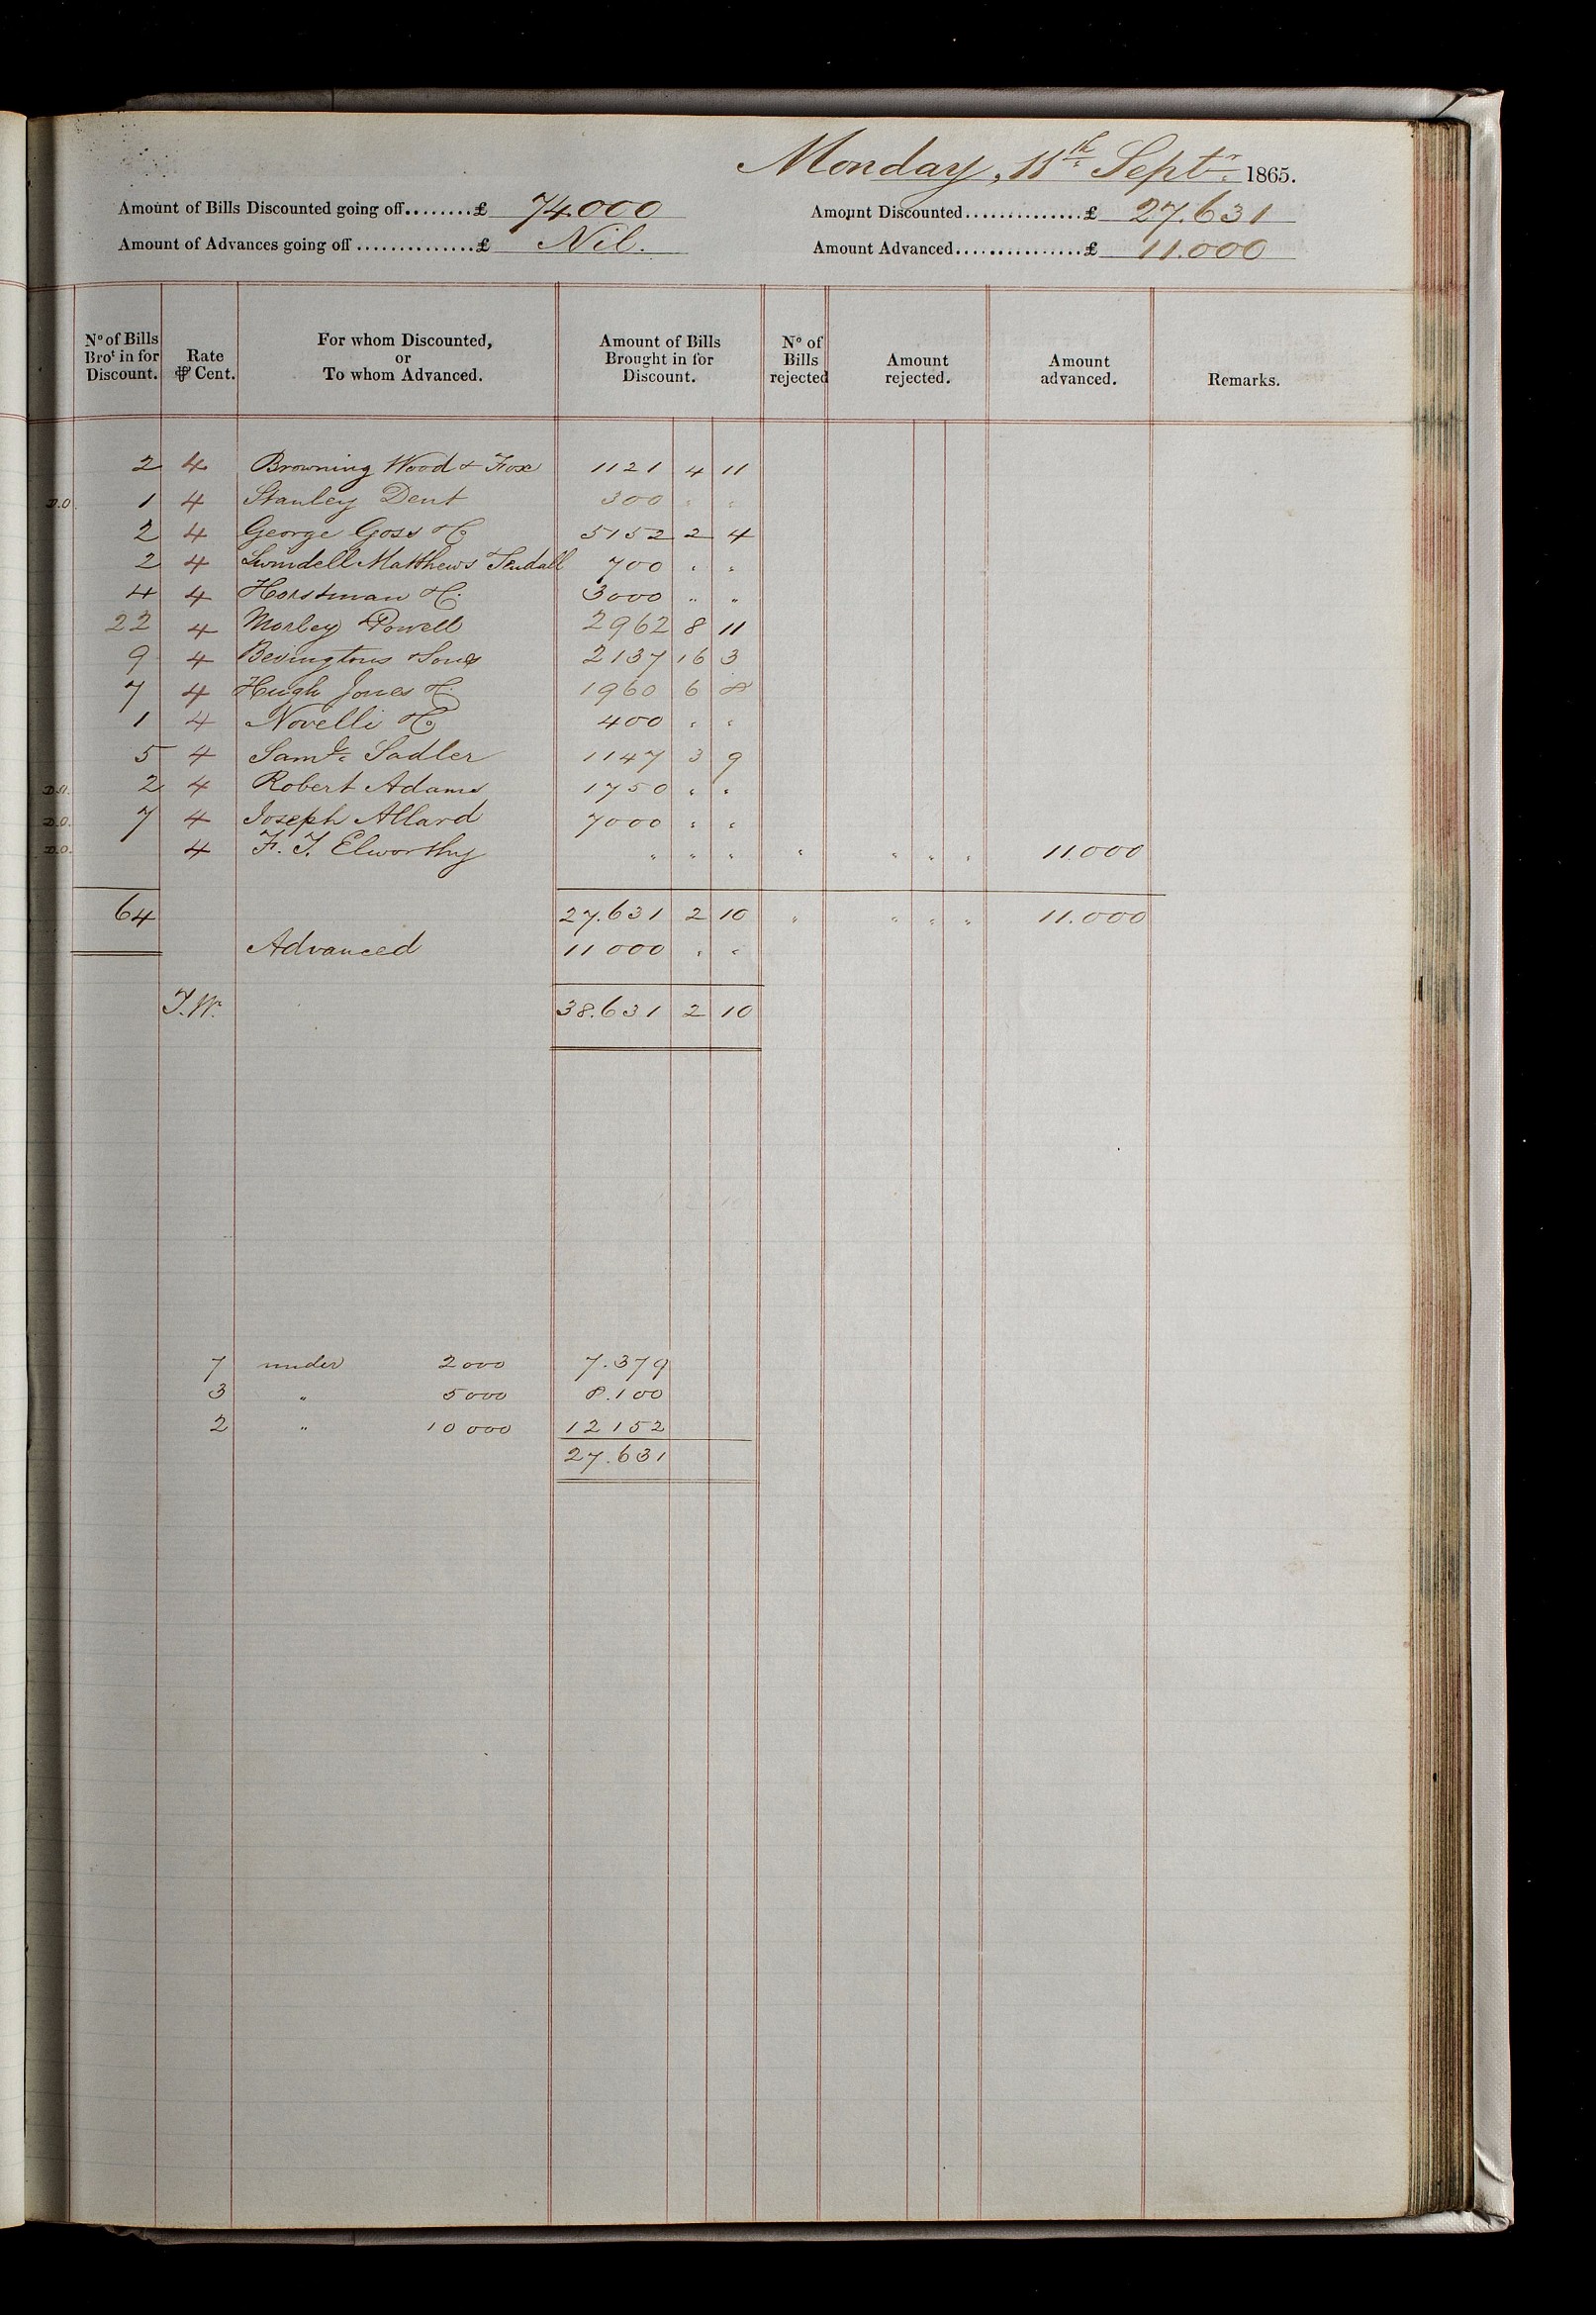 Monday, 11th Septr. 1865.
Amount of Bills Discounted going off........£ 74.000 Amount Discounted..............£ 27.631
Amount of Advances going off ..............£ Nil. Amount Advanced...............£ 11.000
No of Bills Brot in for Discount. Rate ⅌ Cent. For whom Discounted, or To whom Advanced. Amount of Bills Brought in for Discount. No of Bills rejected Amount rejected. Amount advanced. Remarks.
2 4 Browning Wood & Fox 1121 4 11
D.O. 1 4 Stanley Dent 300 " "
2 4 George Goss & Co 5152 2 4
2 4 Matthews 700 " "
4 4 Horstman & Co 3000 " "
22 4 Morley Powell 2962 8 11
9 4 Bevingtons & Sons 2137 16 3
7 4 Hugh Jones & Co 1960 6 8
1 4 Novelli & Co 400 " "
5 4 Saml. Sadler 1147 3 9
2 4 Robert Adams 1750 " "
D.O. 7 4 Joseph Allard 7000 " "
D.O. 4 F. T. Elworthy " " " " " " " 11.000
64 27.631 2 10 " " " " 11.000
Advanced 11000 " "
T.W. 38.631 2 10
7 under 2000 7.379
3 " 5000 8.100
2 " 10000 12152
27.631